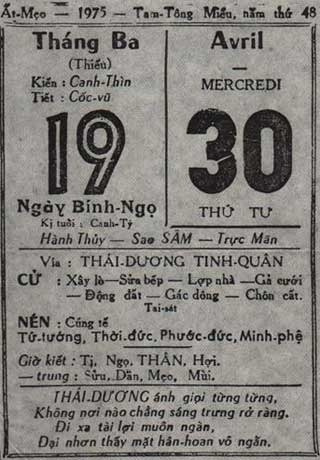 Ất-Mẹo — 1975 — Tam-Tông Miếu, năm thứ 48
Tháng Ba
(Thiếu)
Kiến : Canh-Thìn
Tiết : Cốc-vũ
19
Ngày Bính-Ngọ
Kị tuổi : Canh-Tý
Avril
MERCREDI
30
THỨ TƯ
Hành Thủy — Sao SÂM — Trực Mãn
Vía : THÁI-DƯƠNG TINH-QUÂN
CỬ : Xây lò—Sửa bếp — Lợp nhà —Gả cưới
— Động đất — Gác đông — Chôn cất.
Tai-sát
NÊN : Cúng tế
Tứ-tướng, Thời-đức, Phước-đức, Minh-phệ
Giờ kiết : Tị, Ngọ, THÂN, Hợi.
— trung : Sửu, Dần, Mẹo, Mùi.
THÁI-DƯƠNG ánh giọi từng từng,
Không nơi nào chẳng sáng trưng rỡ ràng.
Đi xa tài lợi muôn ngàn,
Đại nhơn thấy mặt hân-hoan vô ngần.